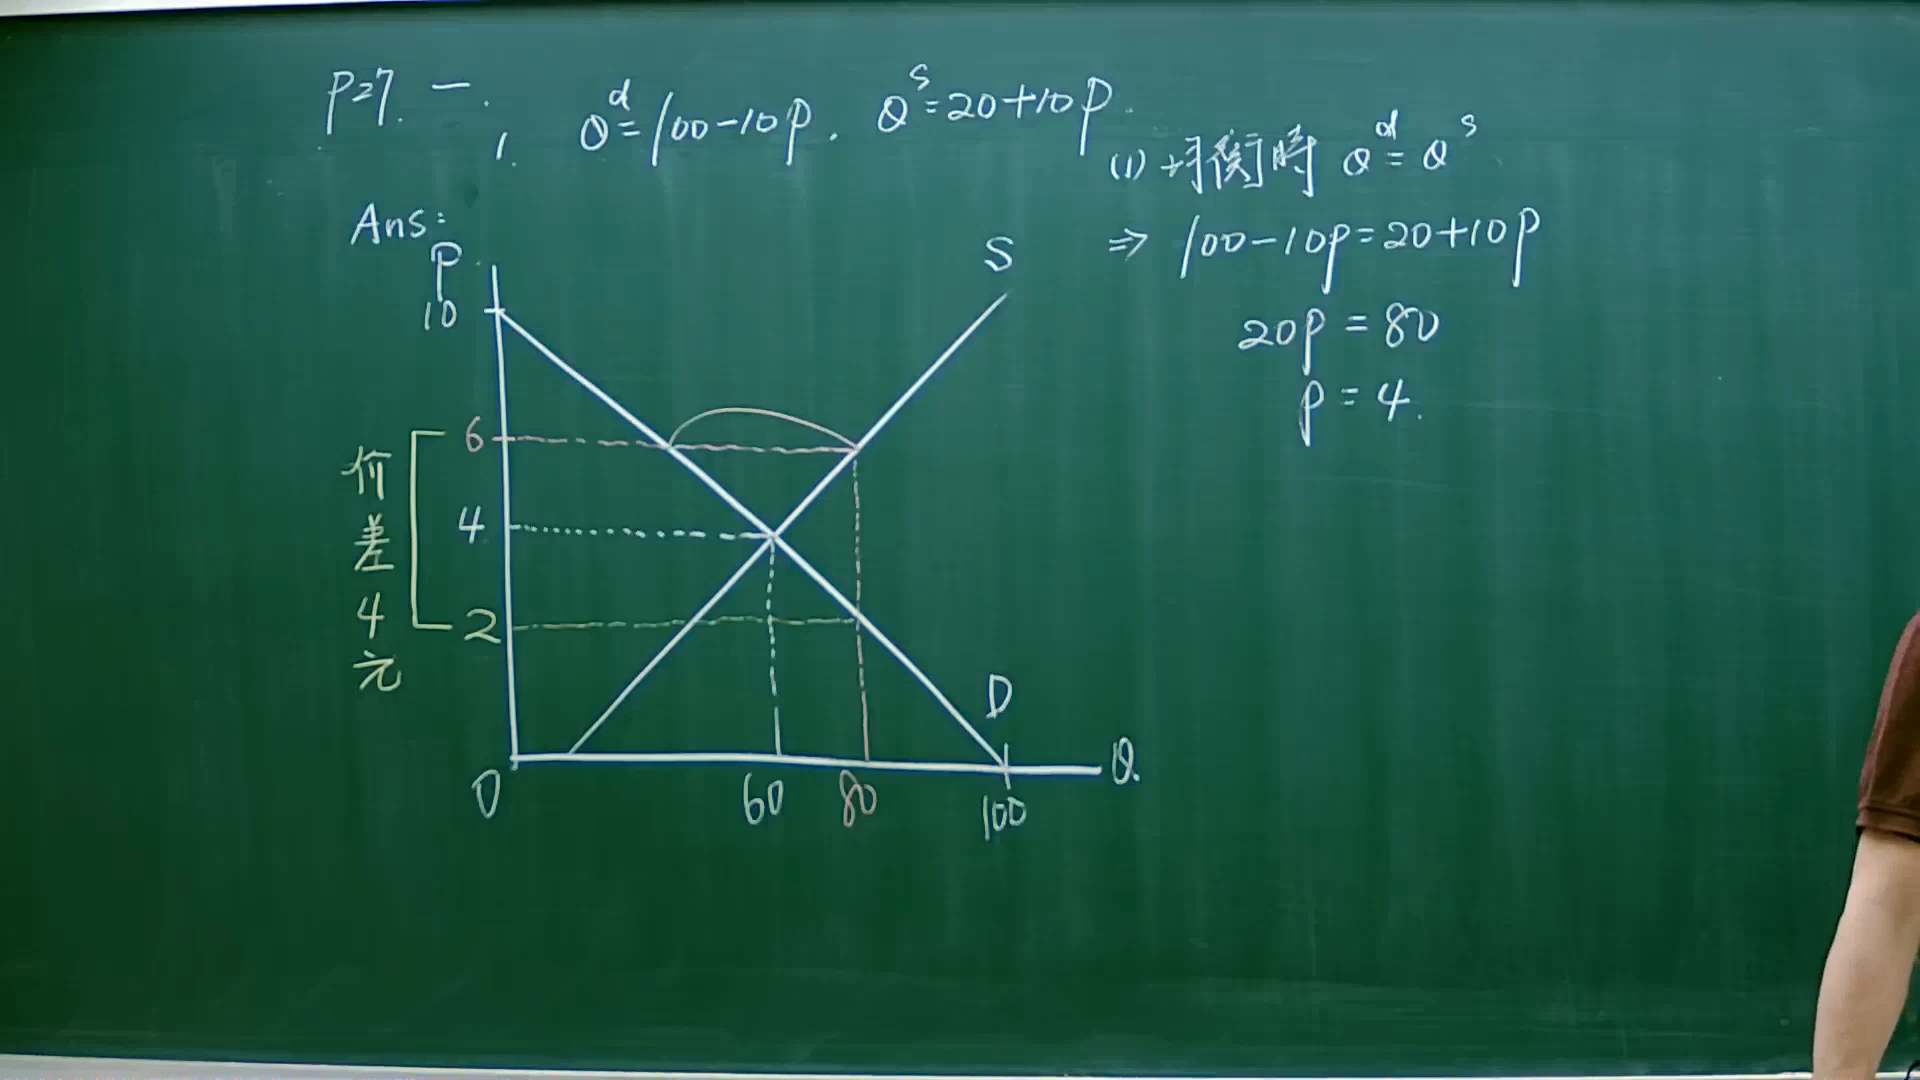 P27. 一.
1. Q^d=100-10P. Q^s=20+10P.
Ans:
(1) 均衡時 Q^d=Q^s
⇒ 100-10P=20+10P
20P=80
P=4.
P
S
10
6
4
2
价差4元
D
Q
0
60
80
100